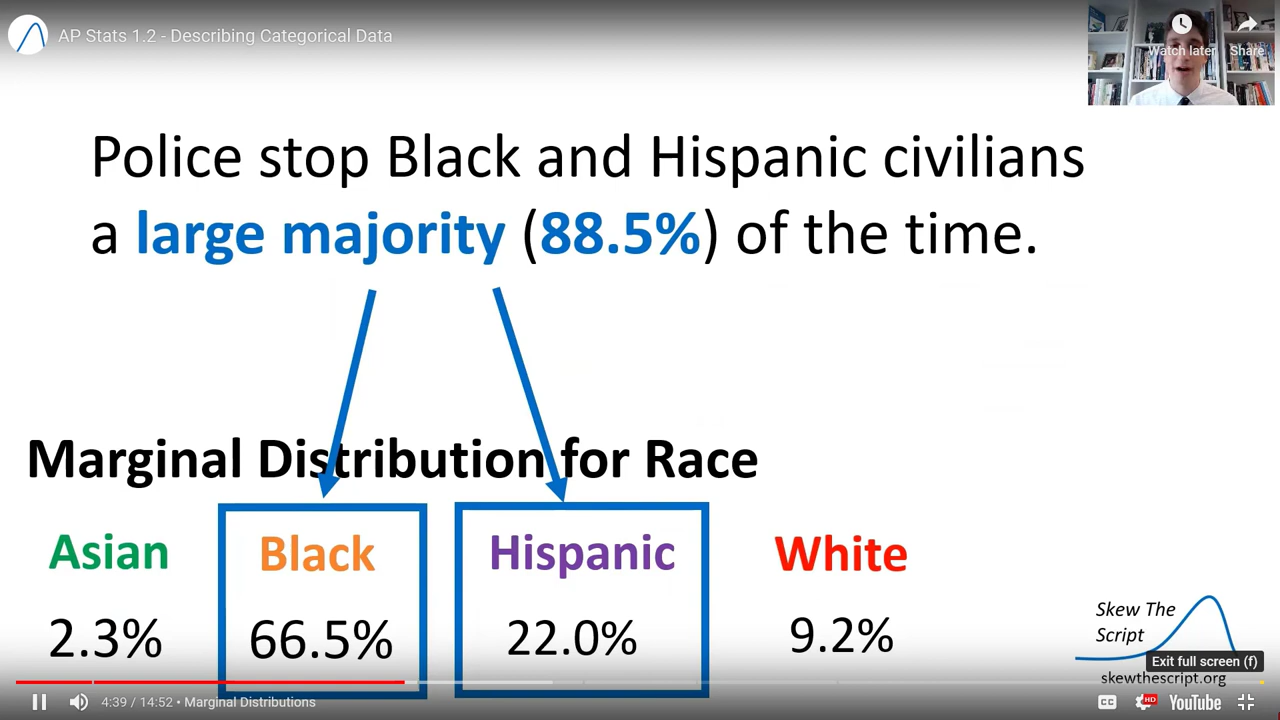 AP Stats 1.2 - Describing Categorical Data
Watch later
Share
Police stop Black and Hispanic civilians
a large majority (88.5%) of the time.
Marginal Distribution for Race
Asian Black Hispanic White
2.3% 66.5% 22.0% 9.2%
Skew The
Script
Exit full screen (f)
skewthescript.org
4:39 / 14:52 • Marginal Distributions
CC HD YouTube